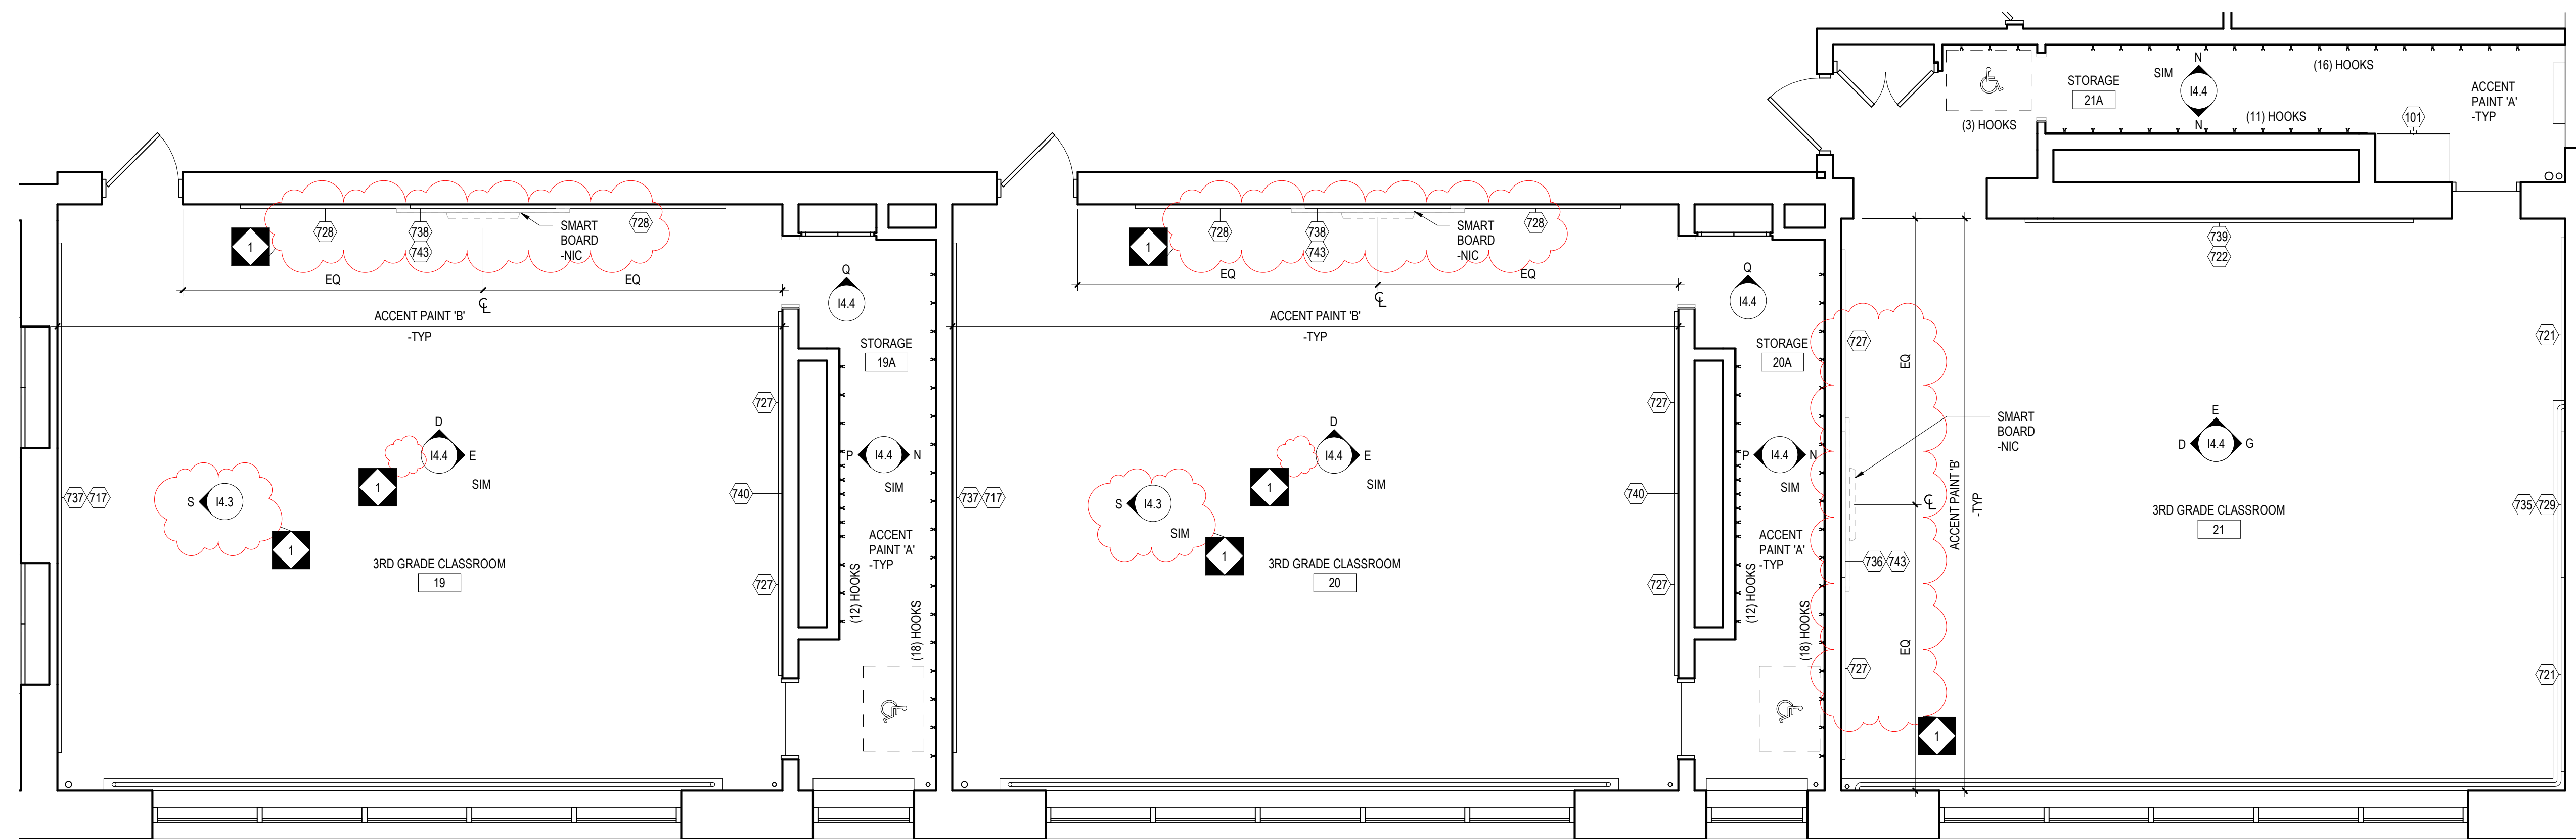 N
(16) HOOKS
STORAGE
21A
SIM
I4.4
N
ACCENT
PAINT 'A'
-TYP
(3) HOOKS
(11) HOOKS
101
728
738
743
728
SMART
BOARD
-NIC
1
EQ
EQ
CL
ACCENT PAINT 'B'
-TYP
Q
I4.4
STORAGE
19A
727
D
I4.4
E
SIM
1
S
I4.3
1
737
717
740
P
I4.4
N
SIM
ACCENT
PAINT 'A'
-TYP
3RD GRADE CLASSROOM
19
727
(12) HOOKS
(18) HOOKS
728
738
743
728
SMART
BOARD
-NIC
1
EQ
EQ
CL
ACCENT PAINT 'B'
-TYP
Q
I4.4
STORAGE
20A
727
D
I4.4
E
SIM
1
S
I4.3
SIM
1
737
717
740
P
I4.4
N
SIM
ACCENT
PAINT 'A'
-TYP
3RD GRADE CLASSROOM
20
727
(12) HOOKS
(18) HOOKS
739
722
727
EQ
721
SMART
BOARD
-NIC
E
D
I4.4
G
CL
ACCENT PAINT 'B'
-TYP
3RD GRADE CLASSROOM
21
735
729
736
743
EQ
727
721
1